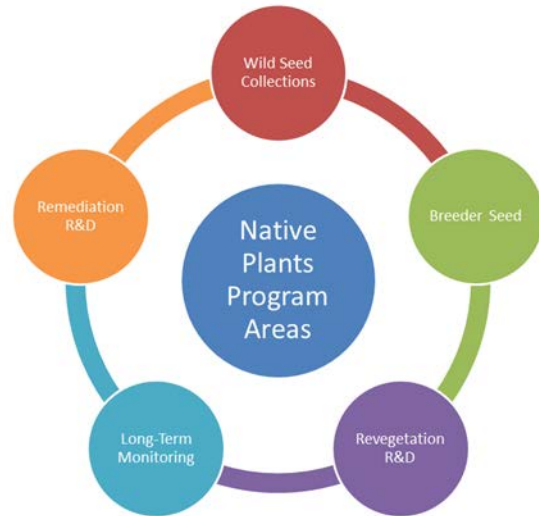 Wild Seed
Collections
Breeder Seed
Revegetation
R&D
Long-Term
Monitoring
Remediation
R&D
Native
Plants
Program
Areas